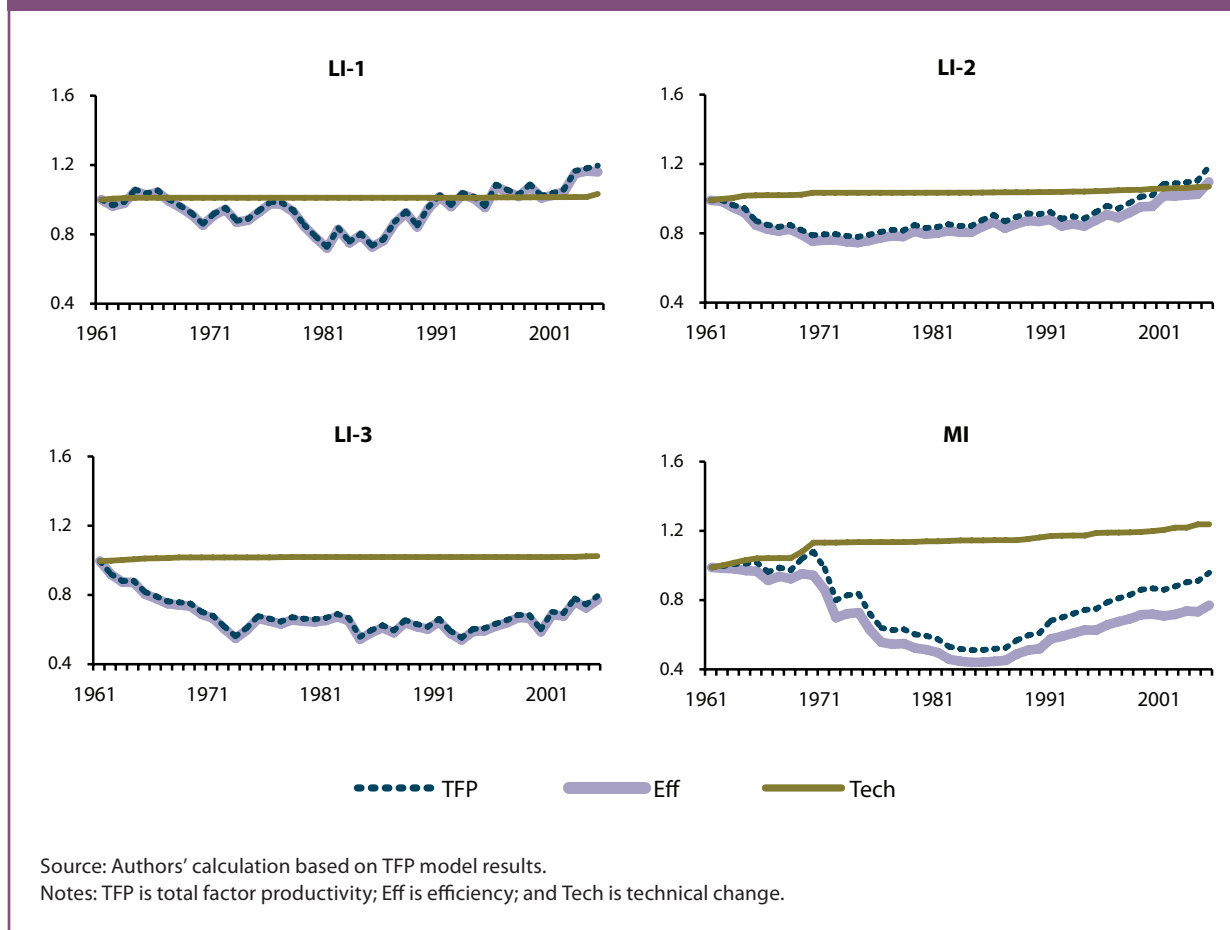 LI-1
LI-2
1.6
1.2
0.8
0.4
1961 1971 1981 1991 2001
1.6
1.2
0.8
0.4
1961 1971 1981 1991 2001
LI-3
MI
1.6
1.2
0.8
0.4
1961 1971 1981 1991 2001
1.6
1.2
0.8
0.4
1961 1971 1981 1991 2001
TFP Eff Tech
Source: Authors’ calculation based on TFP model results.
Notes: TFP is total factor productivity; Eff is efficiency; and Tech is technical change.